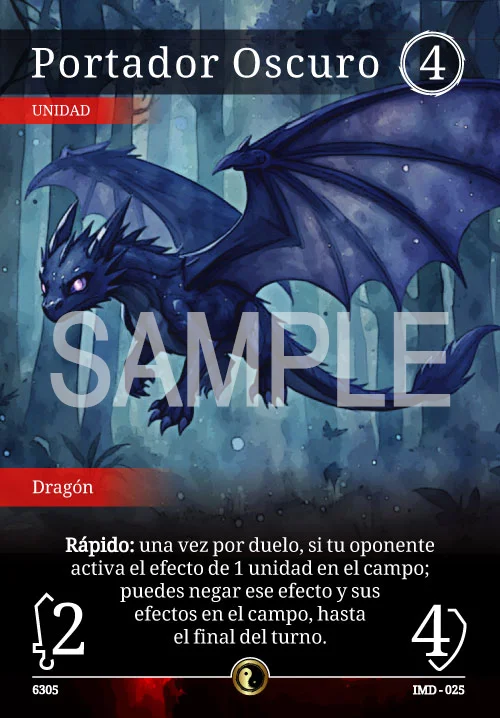 Portador Oscuro 4
UNIDAD
SAMPLE
Dragón
Rápido: una vez por duelo, si tu oponente
activa el efecto de 1 unidad en el campo;
puedes negar ese efecto y sus
efectos en el campo, hasta
el final del turno.
2 4
6305 IMD - 025